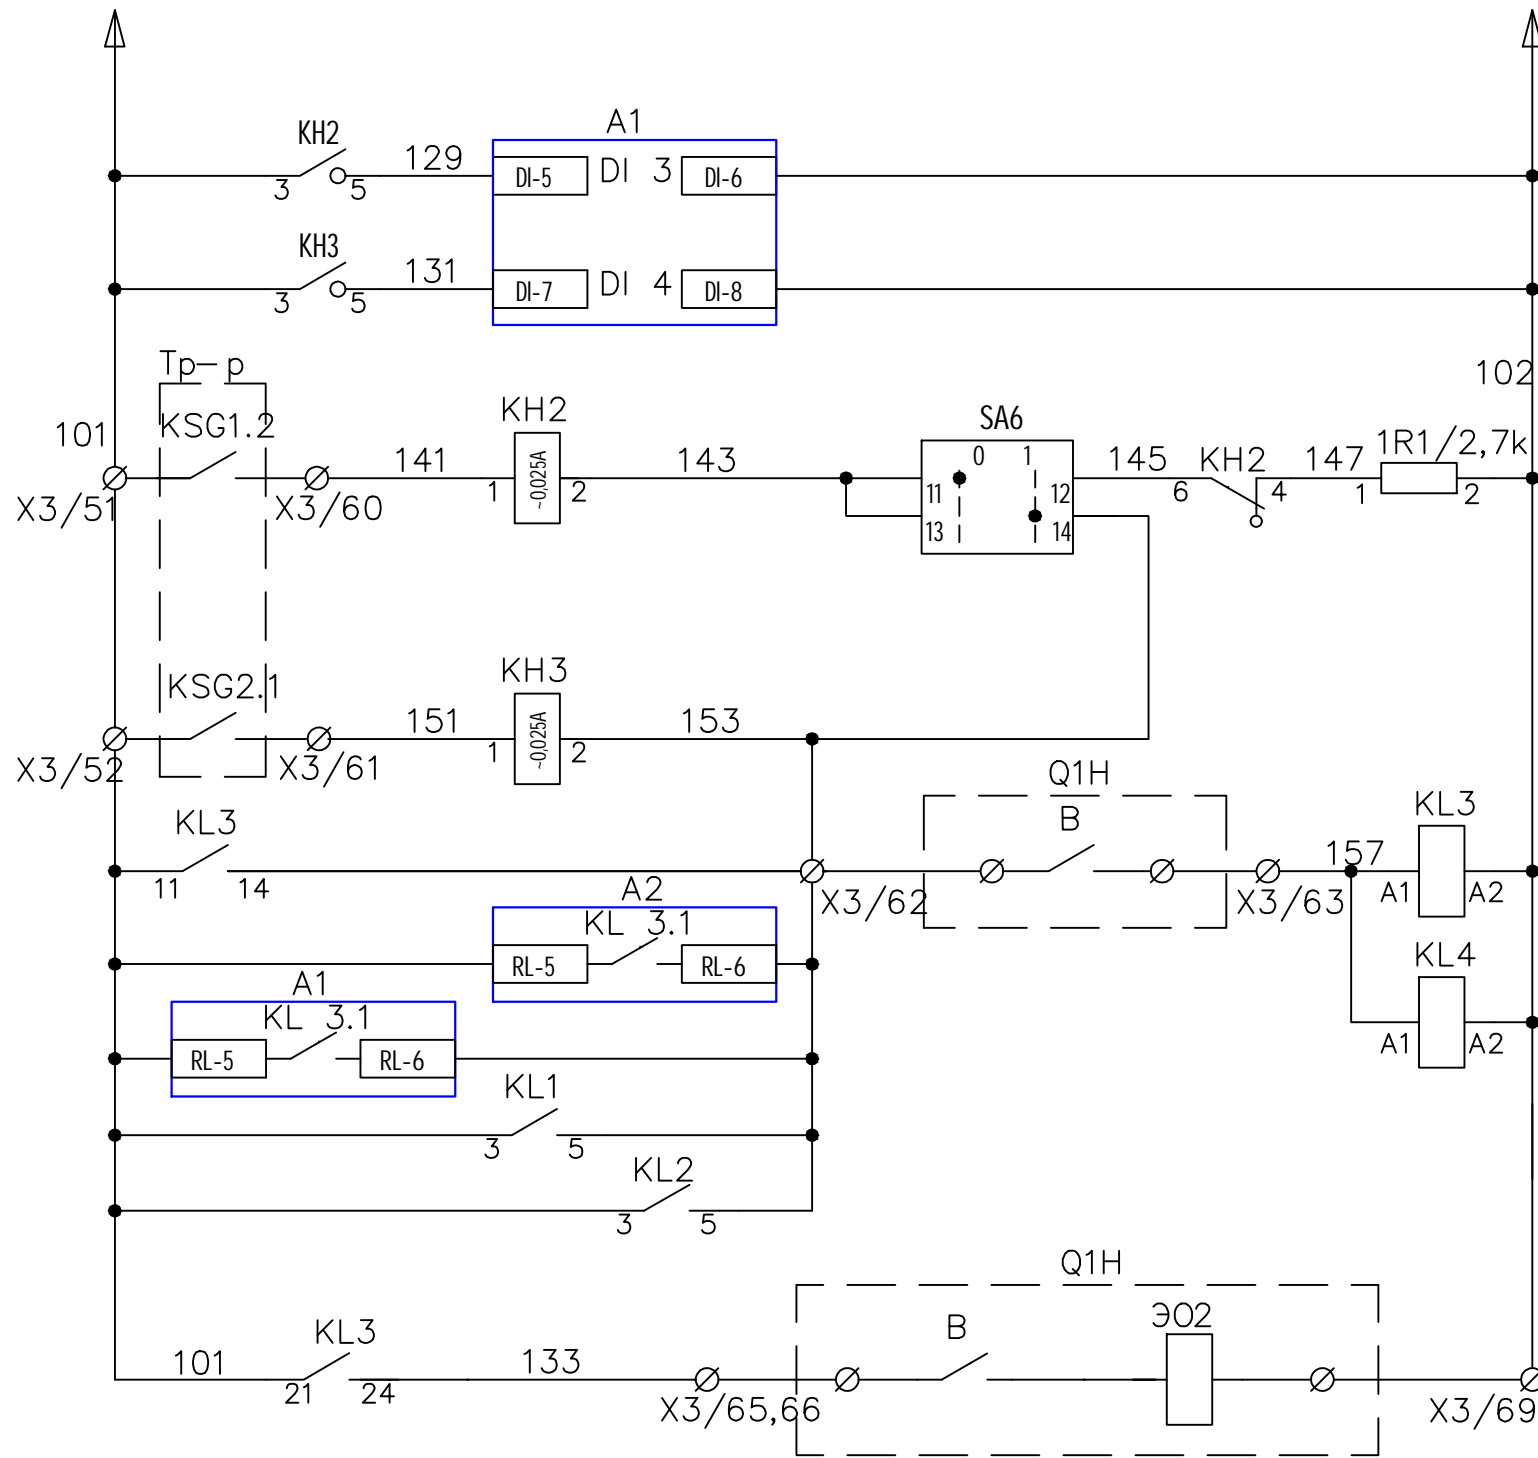 A1
KH2
129
DI-5
DI 3
DI-6
3
5
KH3
131
DI-7
DI 4
DI-8
3
5
Тр-р
102
KSG1.2
KH2
SA6
101
141
~0,025A
143
0 1
145
KH2
147
1R1/2,7k
X3/51
X3/60
1
2
11
12
13
14
6
4
1
2
KSG2.1
KH3
151
~0,025A
153
X3/52
X3/61
1
2
Q1H
B
KL3
KL3
11
14
X3/62
X3/63
157
A1
A2
A2
KL 3.1
RL-5
RL-6
KL4
A1
A2
A1
KL 3.1
RL-5
RL-6
KL1
3
5
KL2
3
5
Q1H
KL3
B
ЭО2
101
21
24
133
X3/65,66
X3/69